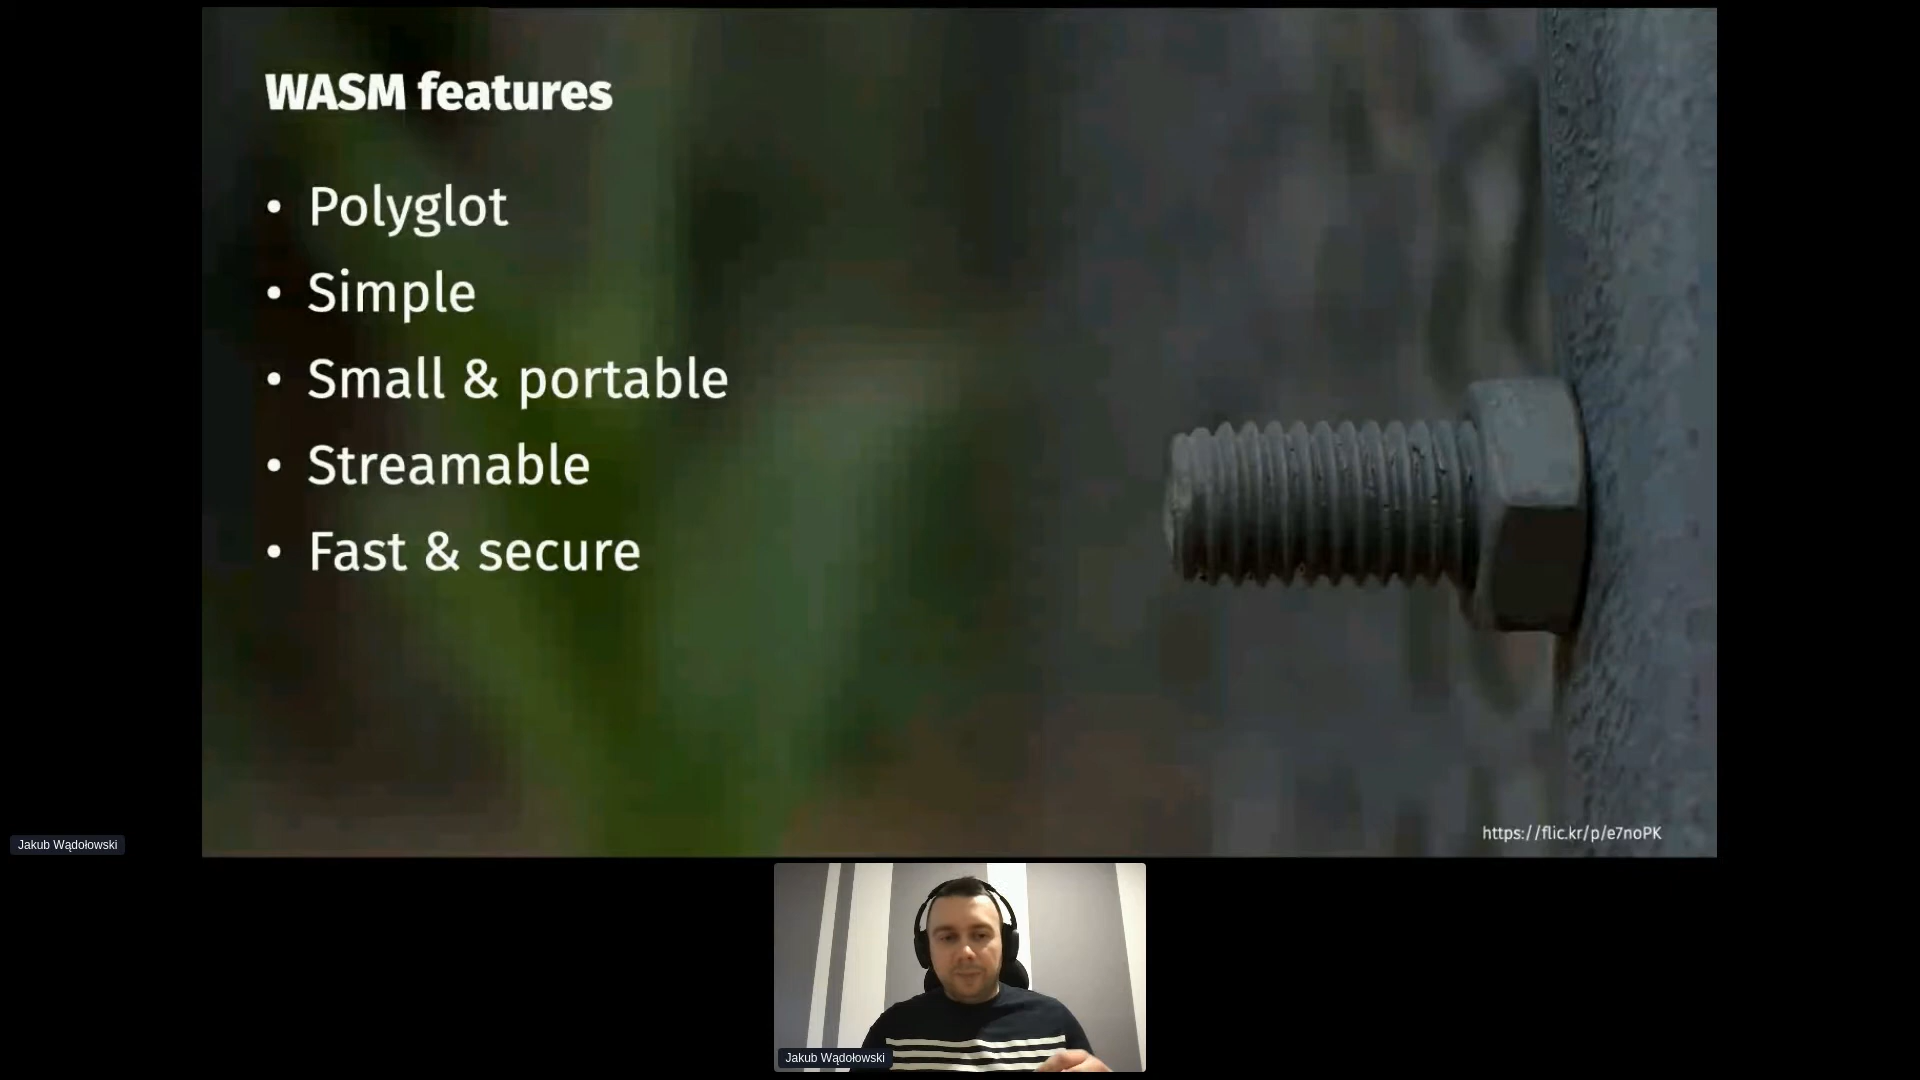 WASM features
• Polyglot
• Simple
• Small & portable
• Streamable
• Fast & secure
https://flic.kr/p/e7noPK
Jakub Wądołowski
Jakub Wądołowski